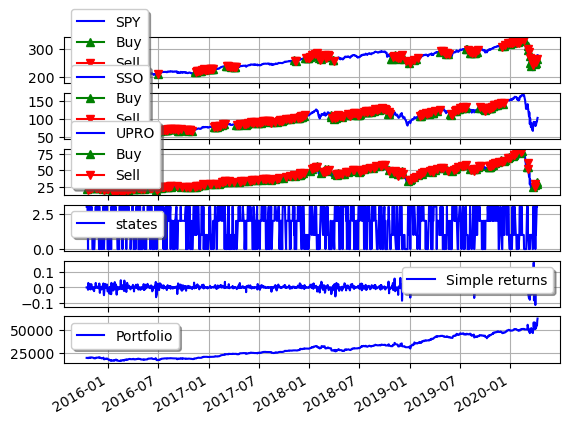 SPY
Buy
Sell
300
200
SSO
Buy
Sell
150
100
50
UPRO
Buy
Sell
75
50
25
states
2.5
0.0
Simple returns
0.1
0.0
−0.1
Portfolio
50000
25000
2016-01 2016-07 2017-01 2017-07 2018-01 2018-07 2019-01 2019-07 2020-01